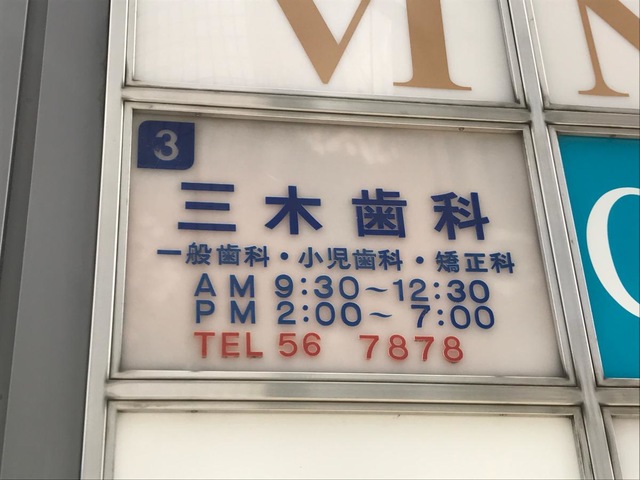 3
三木歯科
一般歯科・小児歯科・矯正科
AM 9:30～12:30
PM 2:00～ 7:00
TEL 56 7878